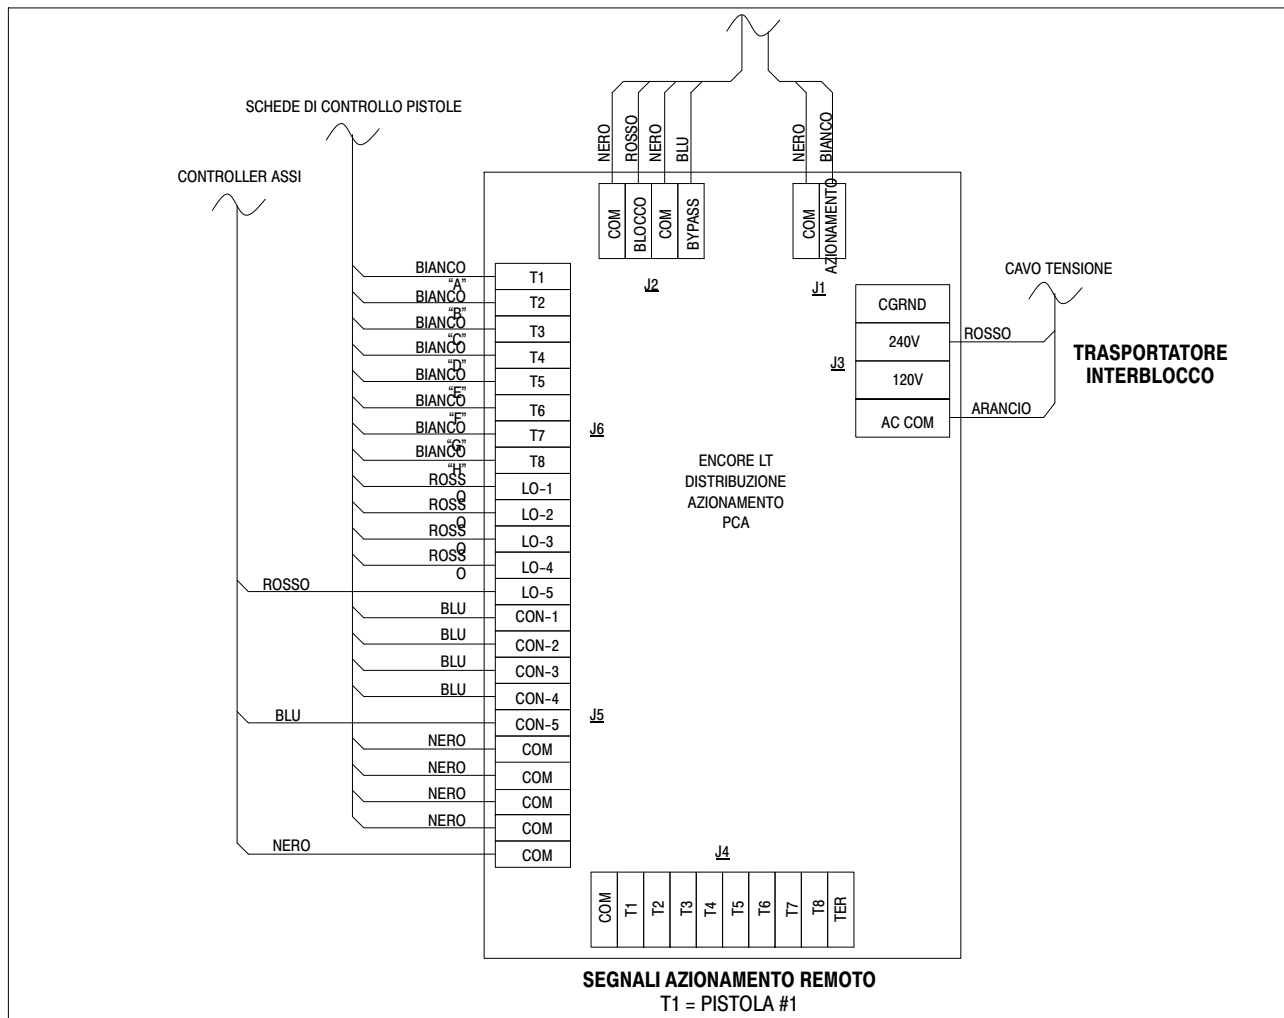 SCHEDE DI CONTROLLO PISTOLE
CONTROLLER ASSI
NERO
ROSSO
NERO
BLU
NERO
BIANCO
COM
BLOCCO
COM
BYPASS
COM
AZIONAMENTO
J2
J1
CAVO TENSIONE
CGRND
240V
120V
AC COM
J3
ROSSO
ARANCIO
TRASPORTATORE
INTERBLOCCO
BIANCO
"A"
T1
BIANCO
"B"
T2
BIANCO
"C"
T3
BIANCO
"D"
T4
BIANCO
"E"
T5
BIANCO
"F"
T6
BIANCO
"G"
T7
BIANCO
"H"
T8
J6
ROSS
O
LO-1
ROSS
O
LO-2
ROSS
O
LO-3
ROSS
O
LO-4
ROSSO
LO-5
BLU
CON-1
BLU
CON-2
BLU
CON-3
BLU
CON-4
BLU
CON-5
J5
NERO
COM
NERO
COM
NERO
COM
NERO
COM
NERO
COM
ENCORE LT
DISTRIBUZIONE
AZIONAMENTO
PCA
J4
COM
T1
T2
T3
T4
T5
T6
T7
T8
TER
SEGNALI AZIONAMENTO REMOTO
T1 = PISTOLA #1